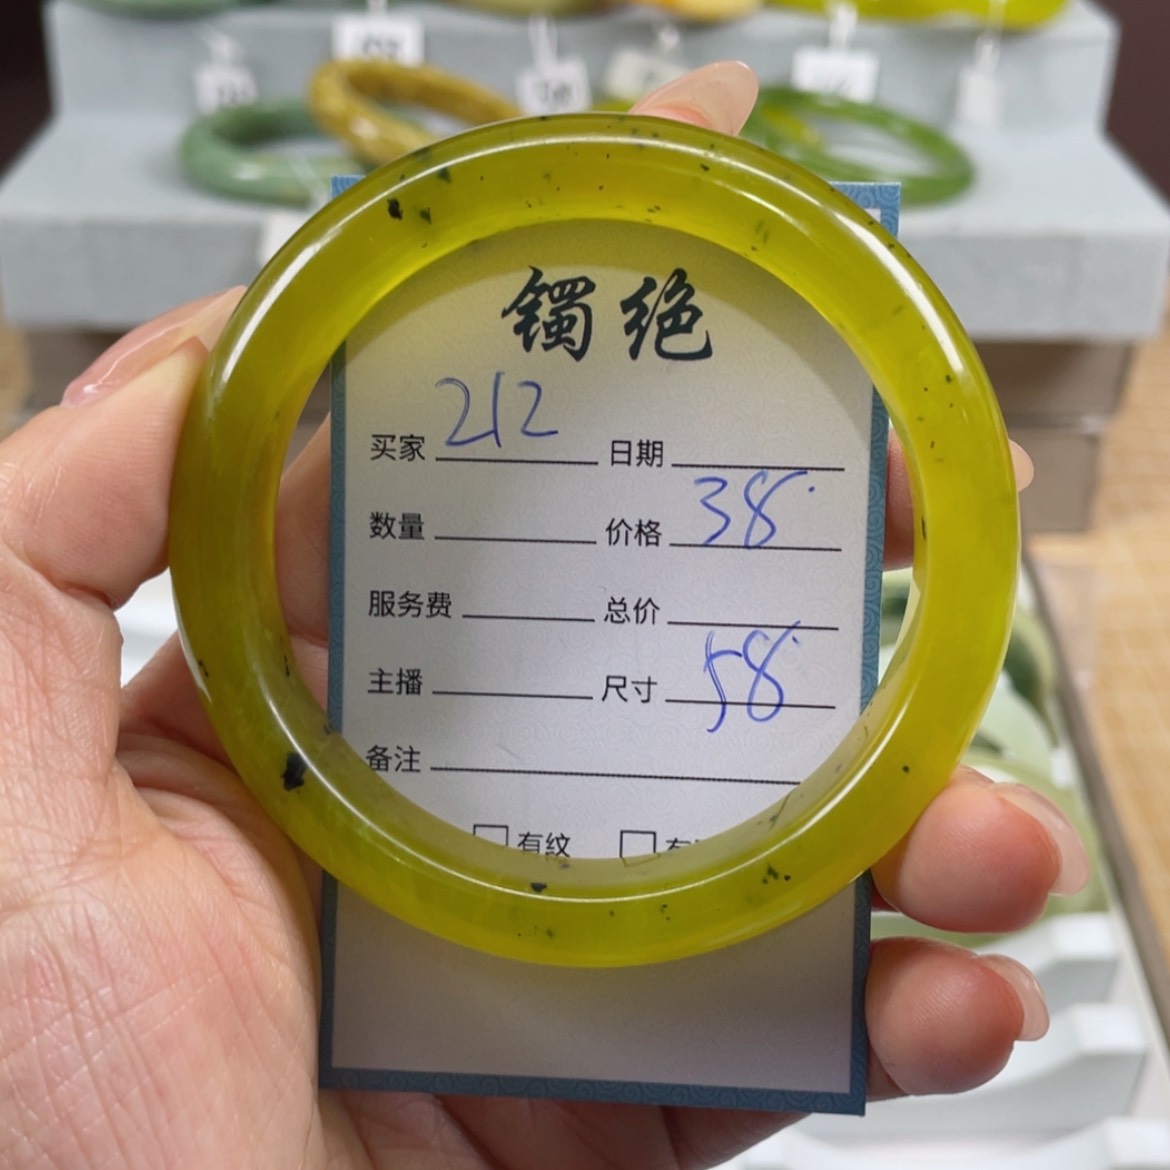 镯绝
买家 212 日期
数量 价格 38
服务费 总价
主播 尺寸 58
备注
□ 有纹 □ 有